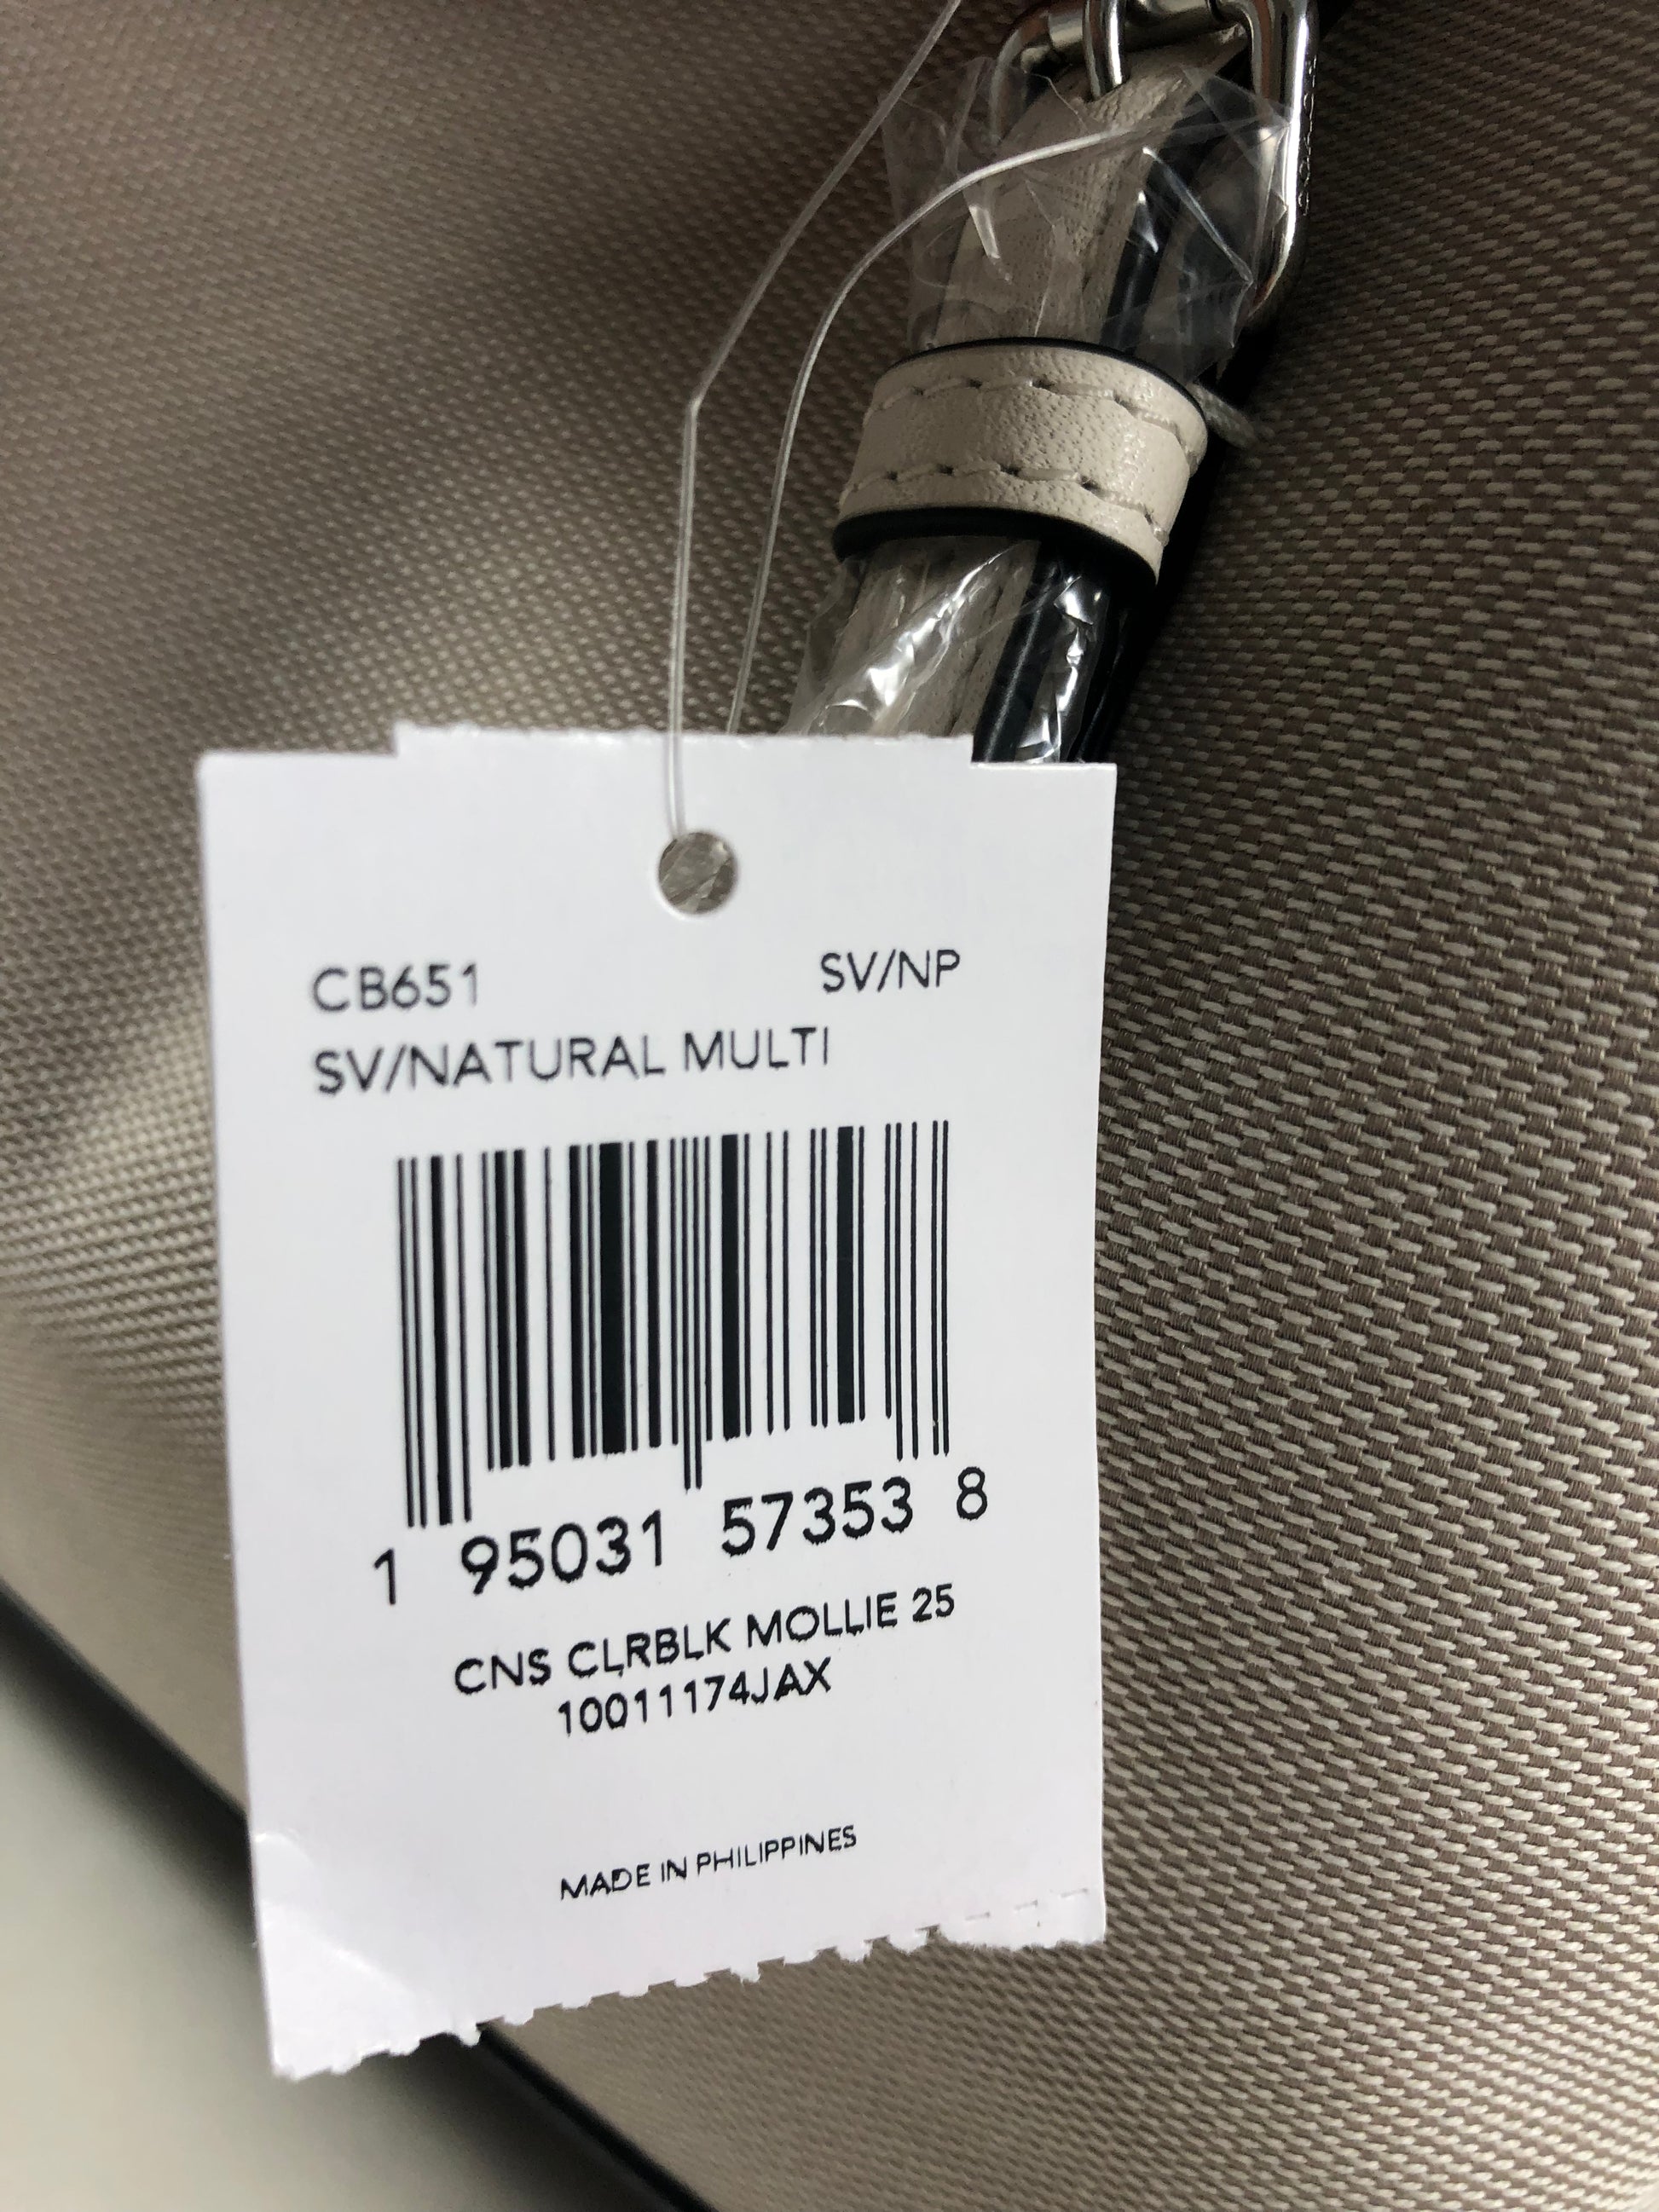 CB651 SV/NP
SV/NATURAL MULTI
1 95031 57353 8
CNS CLRBLK MOLLIE 25
10011174JAX
MADE IN PHILIPPINES